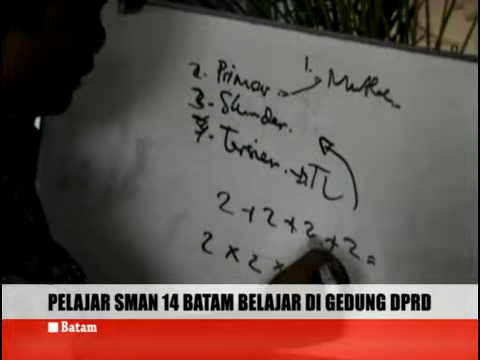 1. Mutlak
2. Primer
3. Skunder.
4. Tersier. → TL
2 + 2 + 2 + 2 =
2 × 2 ×
PELAJAR SMAN 14 BATAM BELAJAR DI GEDUNG DPRD
Batam